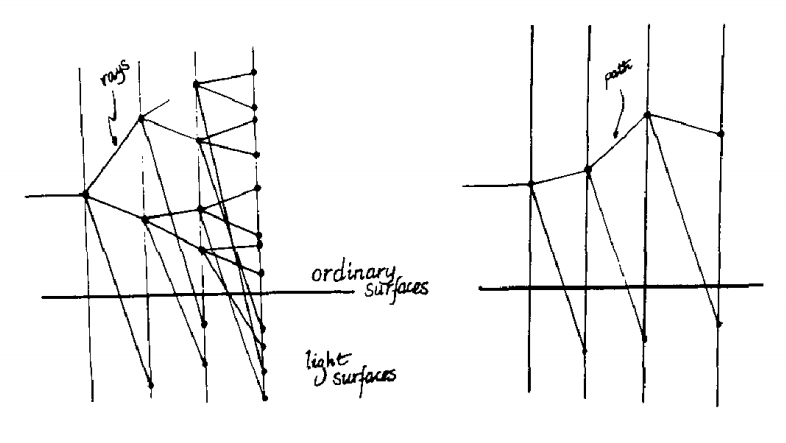 rays
path
ordinary
surfaces
light
surfaces